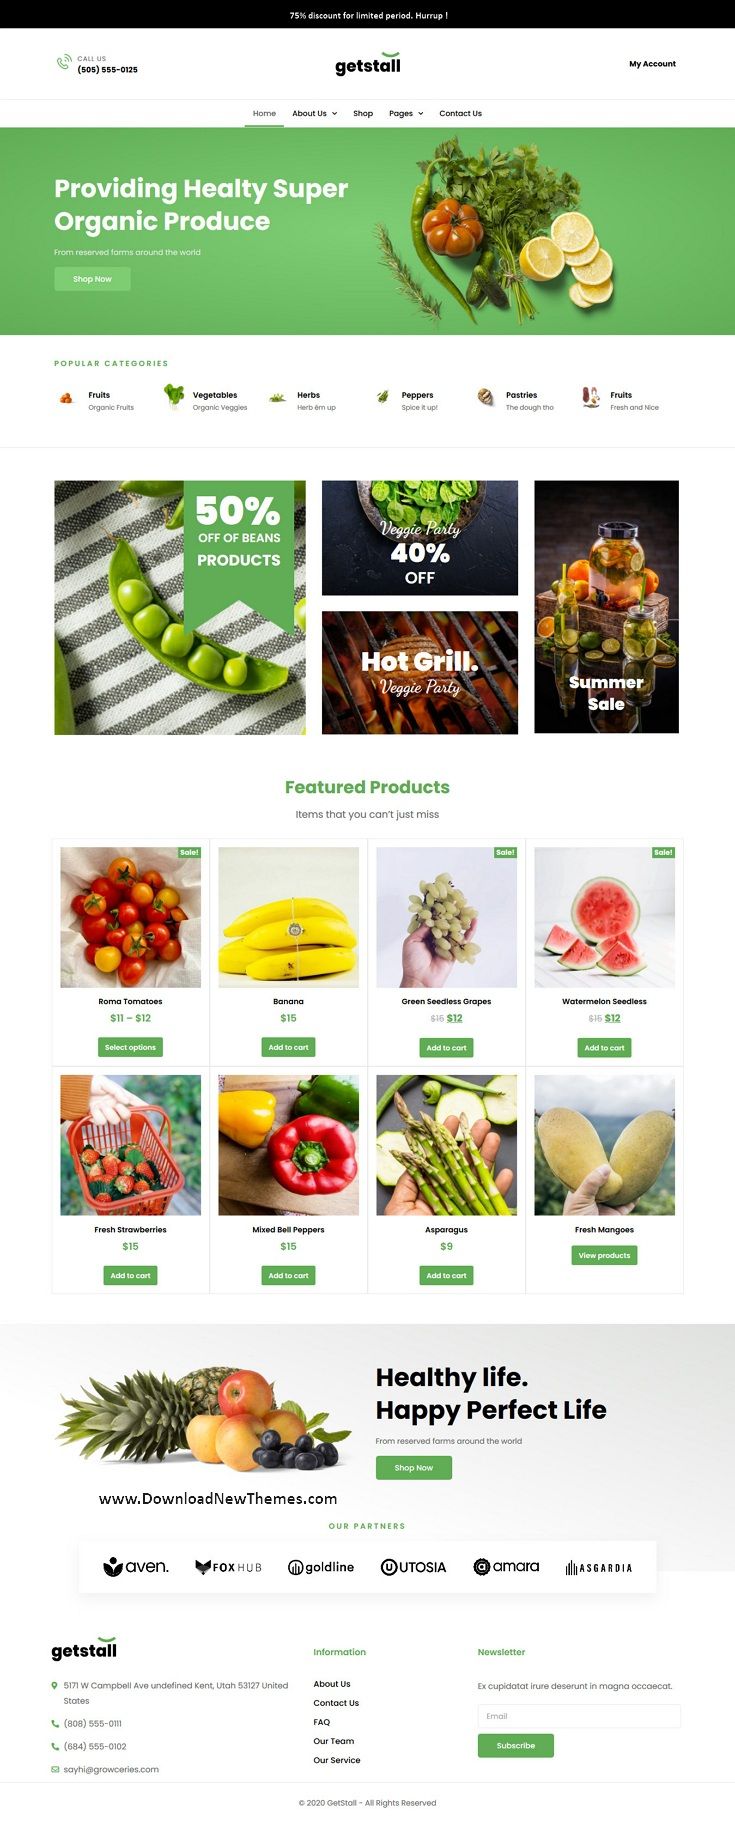 75% discount for limited period. Hurrup !
CALL US
(505) 555-0125
getstall
My Account
Home About Us Shop Pages Contact Us
Providing Healty Super
Organic Produce
From reserved farms around the world
Shop Now
POPULAR CATEGORIES
Fruits
Organic Fruits
Vegetables
Organic Veggies
Herbs
Herb êm up
Peppers
Spice it up!
Pastries
The dough tho
Fruits
Fresh and Nice
50%
OFF OF BEANS
PRODUCTS
Veggie Party
40%
OFF
Hot Grill.
Veggie Party
Summer
Sale
Featured Products
Items that you can't just miss
Sale!
Roma Tomatoes
$11 – $12
Select options
Banana
$15
Add to cart
Sale!
Green Seedless Grapes
$15 $12
Add to cart
Sale!
Watermelon Seedless
$15 $12
Add to cart
Fresh Strawberries
$15
Add to cart
Mixed Bell Peppers
$15
Add to cart
Asparagus
$9
Add to cart
Fresh Mangoes
View products
Healthy life.
Happy Perfect Life
From reserved farms around the world
Shop Now
www.DownloadNewThemes.com
OUR PARTNERS
aven. FOXHUB goldline UTOSIA amara ASGARDIA
getstall
5171 W Campbell Ave undefined Kent, Utah 53127 United
States
(808) 555-0111
(684) 555-0102
sayhi@growceries.com
Information
About Us
Contact Us
FAQ
Our Team
Our Service
Newsletter
Ex cupidatat irure deserunt in magna occaecat.
Email
Subscribe
© 2020 GetStall - All Rights Reserved